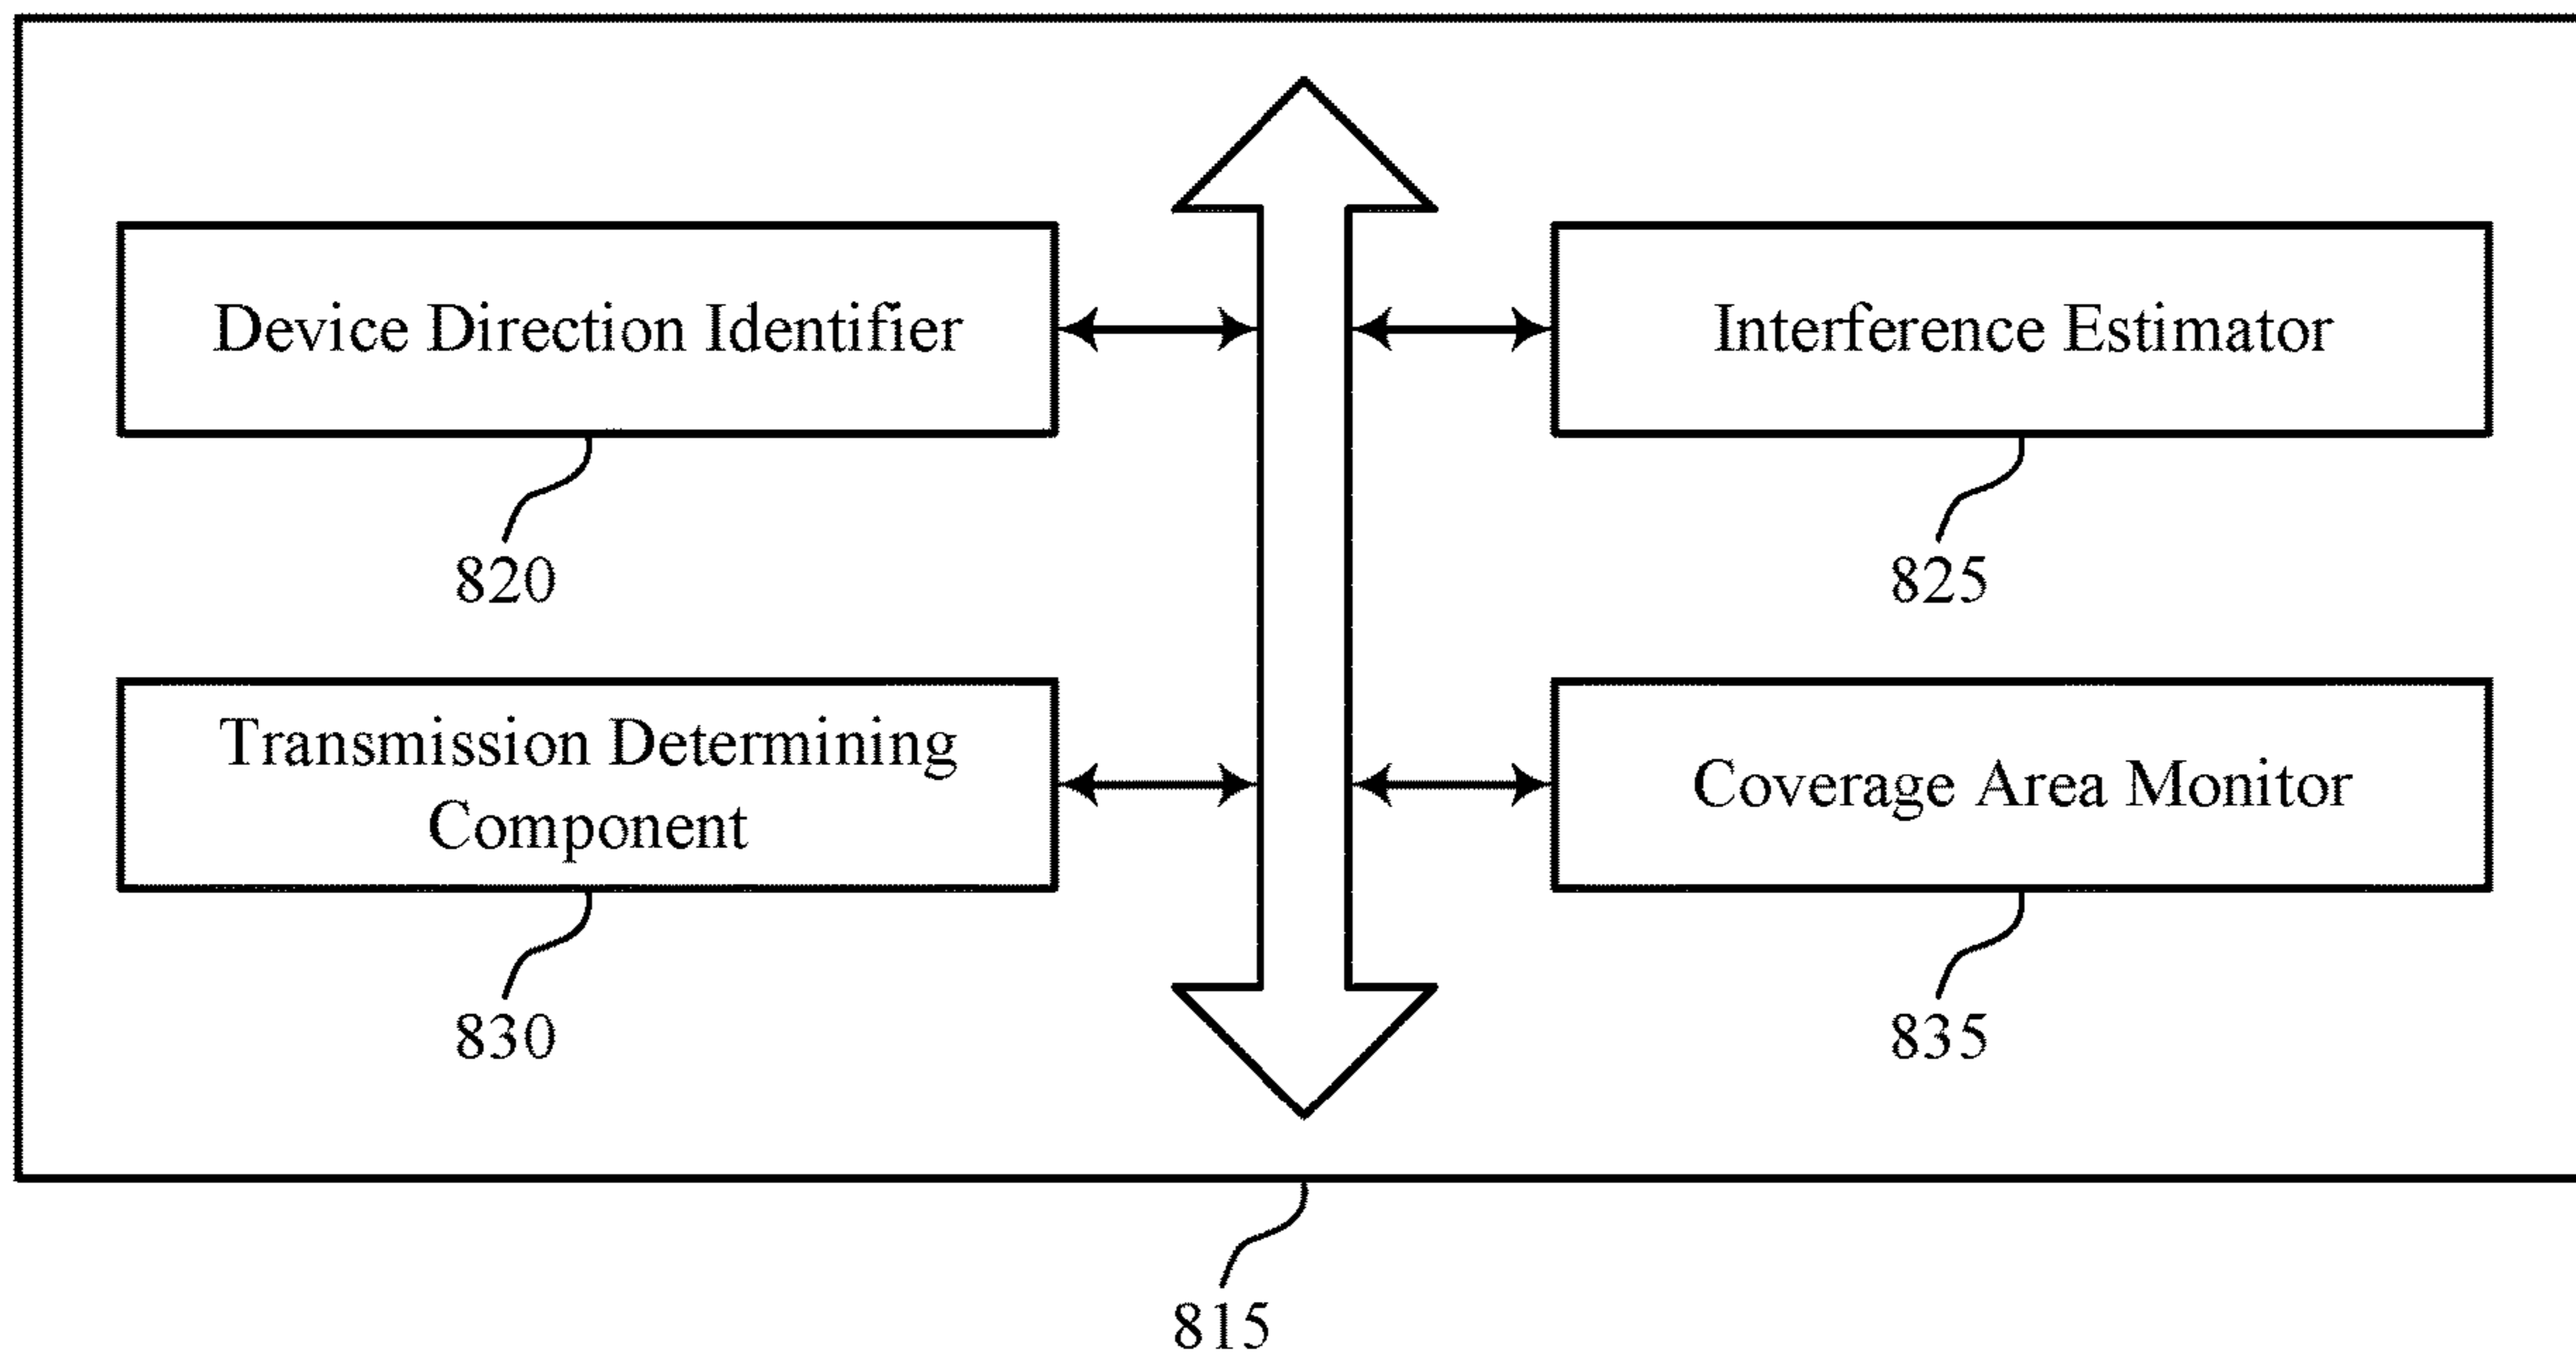 Device Direction Identifier
Interference Estimator
820
825
Transmission Determining
Component
Coverage Area Monitor
830
835
815